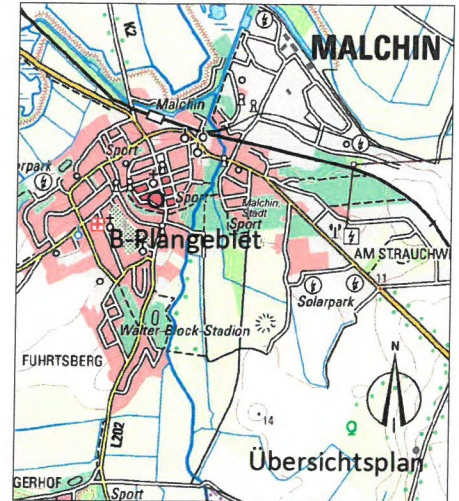 MALCHIN
K2
Malchin
Sport
Sport
Malchin
Stadt
Sport
B-Plangebiet
AM STRAUCHW
11
Solarpark
Walter-Block-Stadion
FUHRTSBERG
N
14
L202
Übersichtsplan
GERHOF
Sport